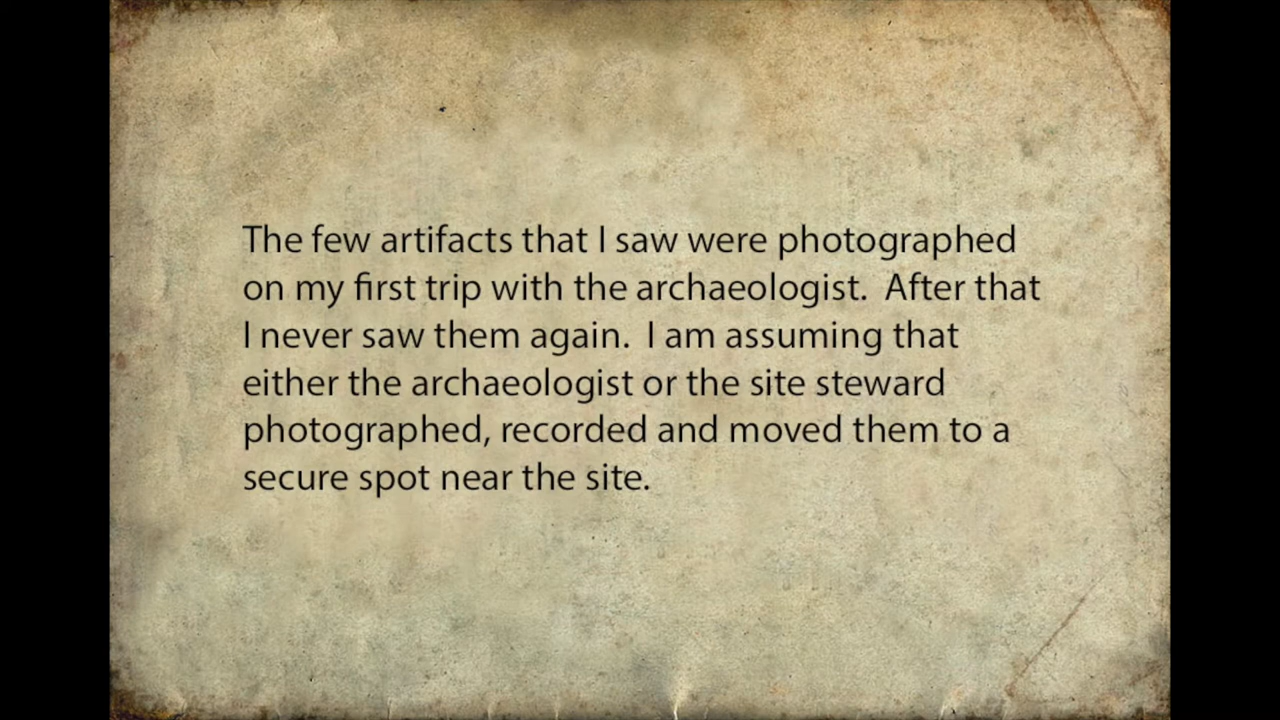 The few artifacts that I saw were photographed
on my first trip with the archaeologist.  After that
I never saw them again.  I am assuming that
either the archaeologist or the site steward
photographed, recorded and moved them to a
secure spot near the site.